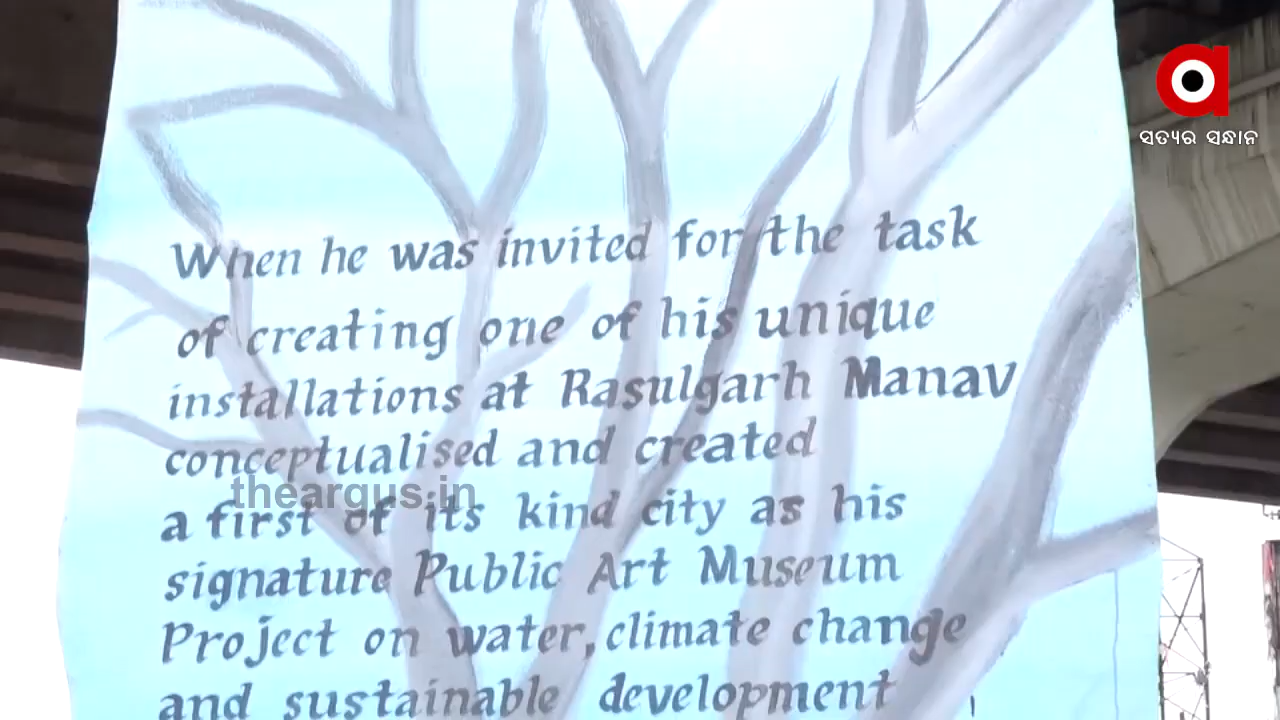 ସତ୍ୟର ସନ୍ଧାନ
When he was invited for the task
of creating one of his unique
installations at Rasulgarh Manav
conceptualised and created
theargus.in
a first of its kind city as his
signature Public Art Museum
Project on water, climate change
and sustainable development